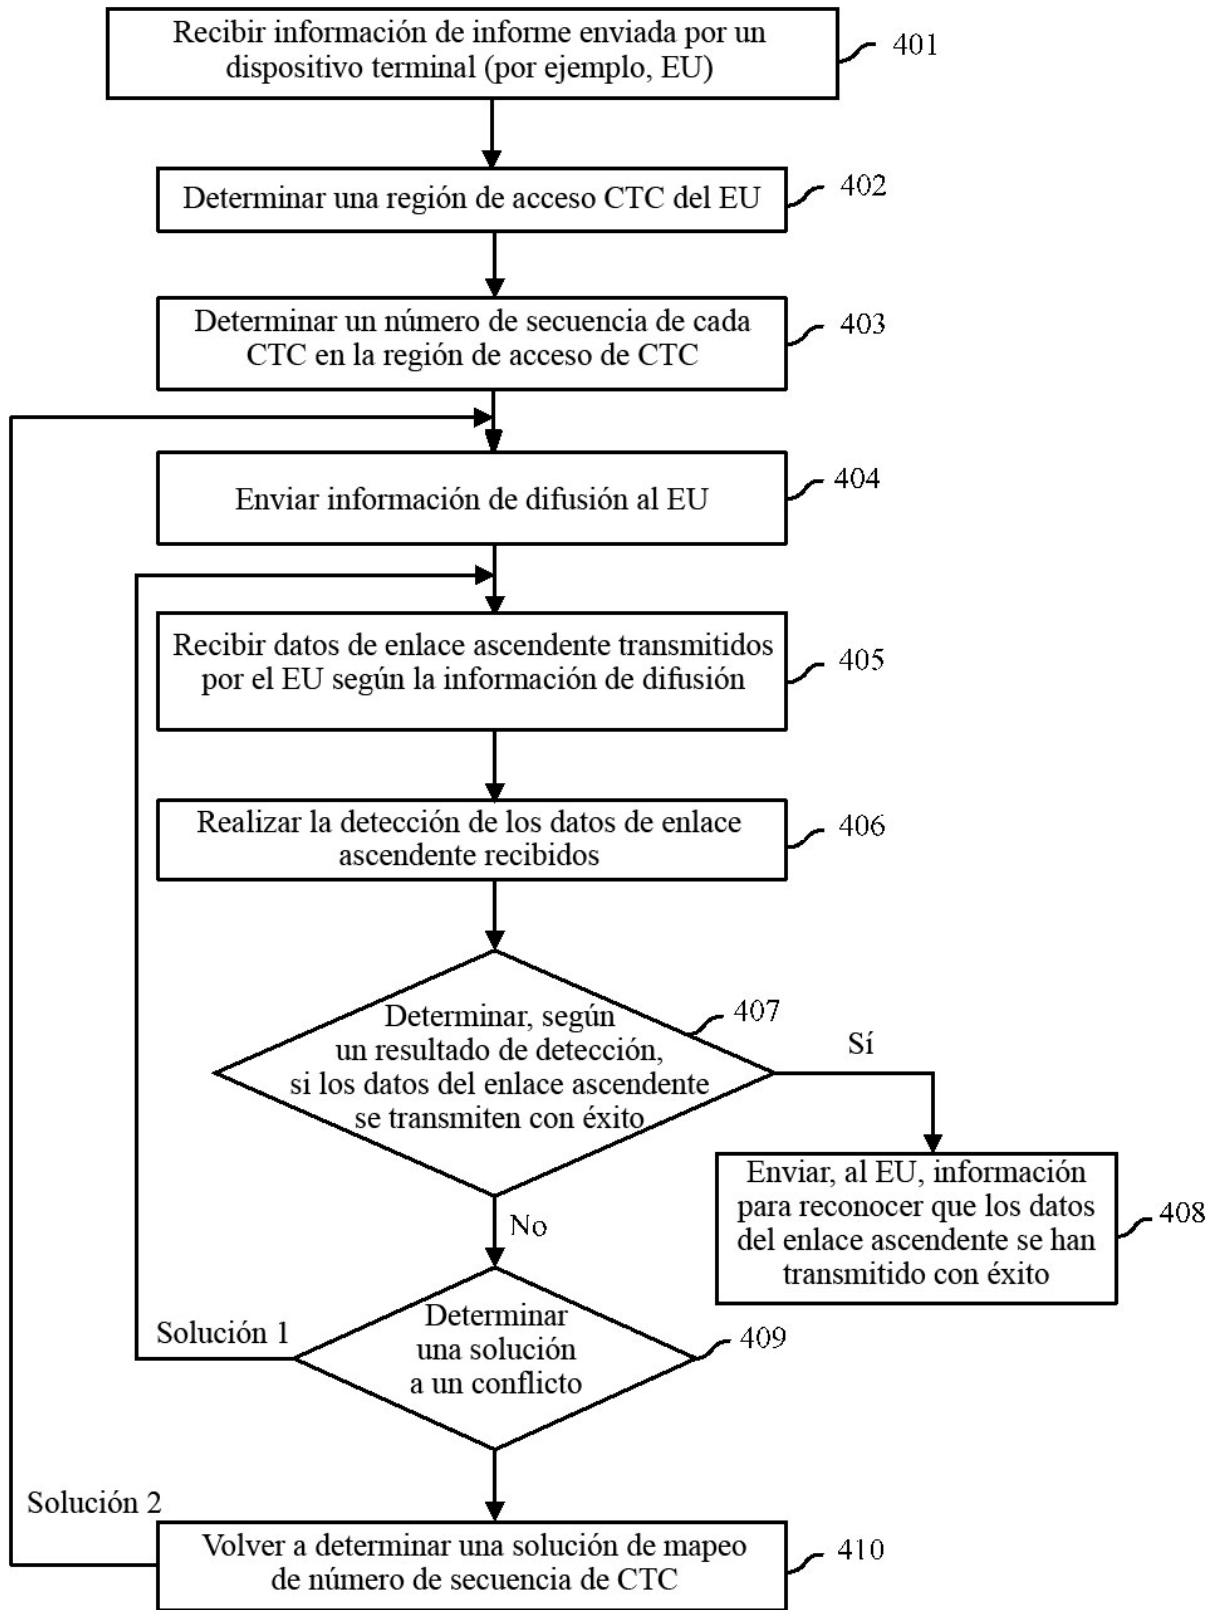 Recibir información de informe enviada por un
dispositivo terminal (por ejemplo, EU)
401
Determinar una región de acceso CTC del EU
402
Determinar un número de secuencia de cada
CTC en la región de acceso de CTC
403
Enviar información de difusión al EU
404
Recibir datos de enlace ascendente transmitidos
por el EU según la información de difusión
405
Realizar la detección de los datos de enlace
ascendente recibidos
406
Determinar, según
un resultado de detección,
si los datos del enlace ascendente
se transmiten con éxito
407
Sí
Enviar, al EU, información
para reconocer que los datos
del enlace ascendente se han
transmitido con éxito
408
No
Determinar
una solución
a un conflicto
409
Solución 1
Solución 2
Volver a determinar una solución de mapeo
de número de secuencia de CTC
410